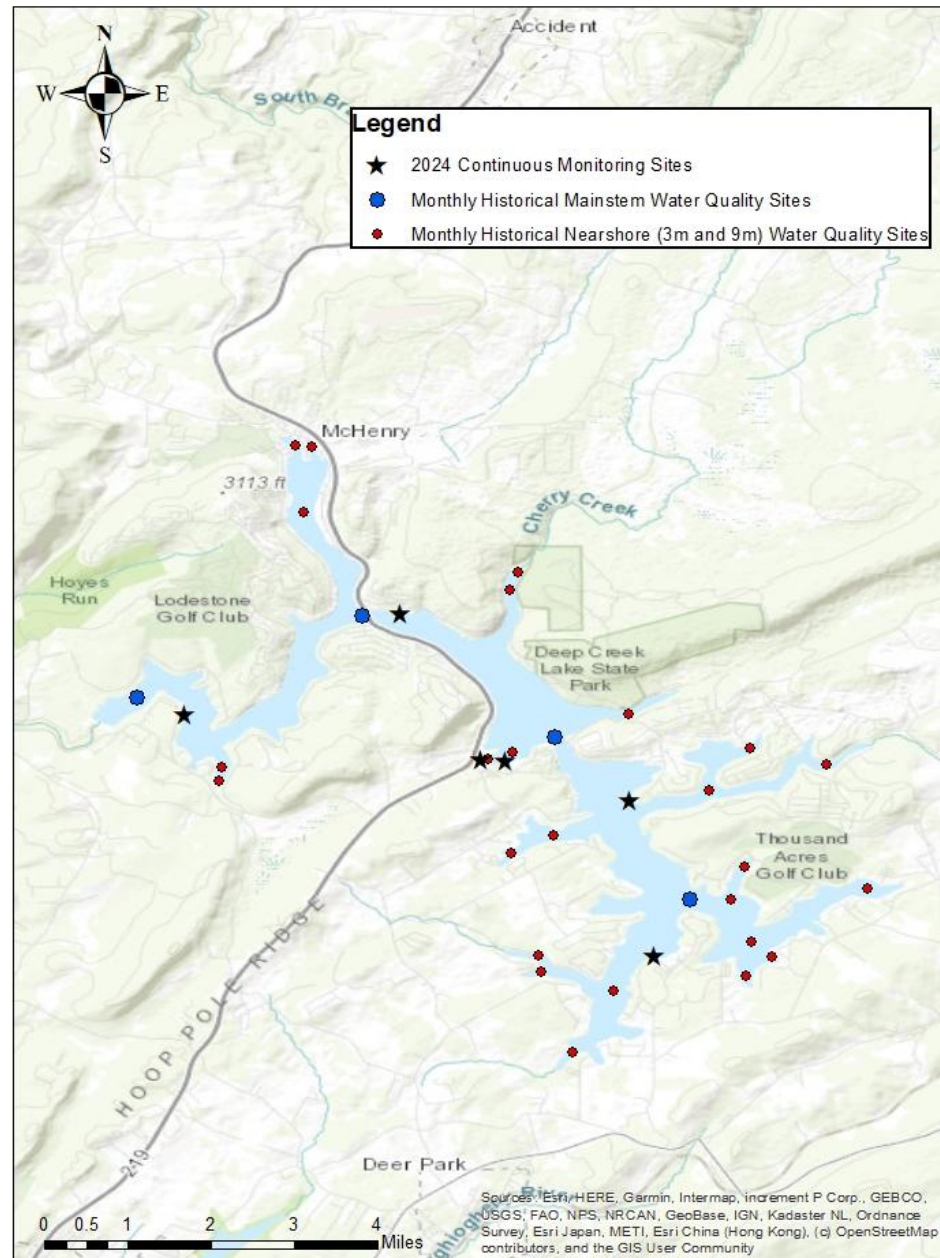 Accident
N
W E
S
South Br
Legend
2024 Continuous Monitoring Sites
Monthly Historical Mainstem Water Quality Sites
Monthly Historical Nearshore (3m and 9m) Water Quality Sites
McHenry
3113 ft
Cherry Creek
Hoyes
Run
Lodestone
Golf Club
Deep Creek
Lake State
Park
Thousand
Acres
Golf Club
HOOP POLE RIDGE
219
Deer Park
ghiogheny River
Sources: Esri, HERE, Garmin, Intermap, increment P Corp., GEBCO,
USGS, FAO, NPS, NRCAN, GeoBase, IGN, Kadaster NL, Ordnance
Survey, Esri Japan, METI, Esri China (Hong Kong), (c) OpenStreetMap
contributors, and the GIS User Community
0 0.5 1 2 3 4
Miles